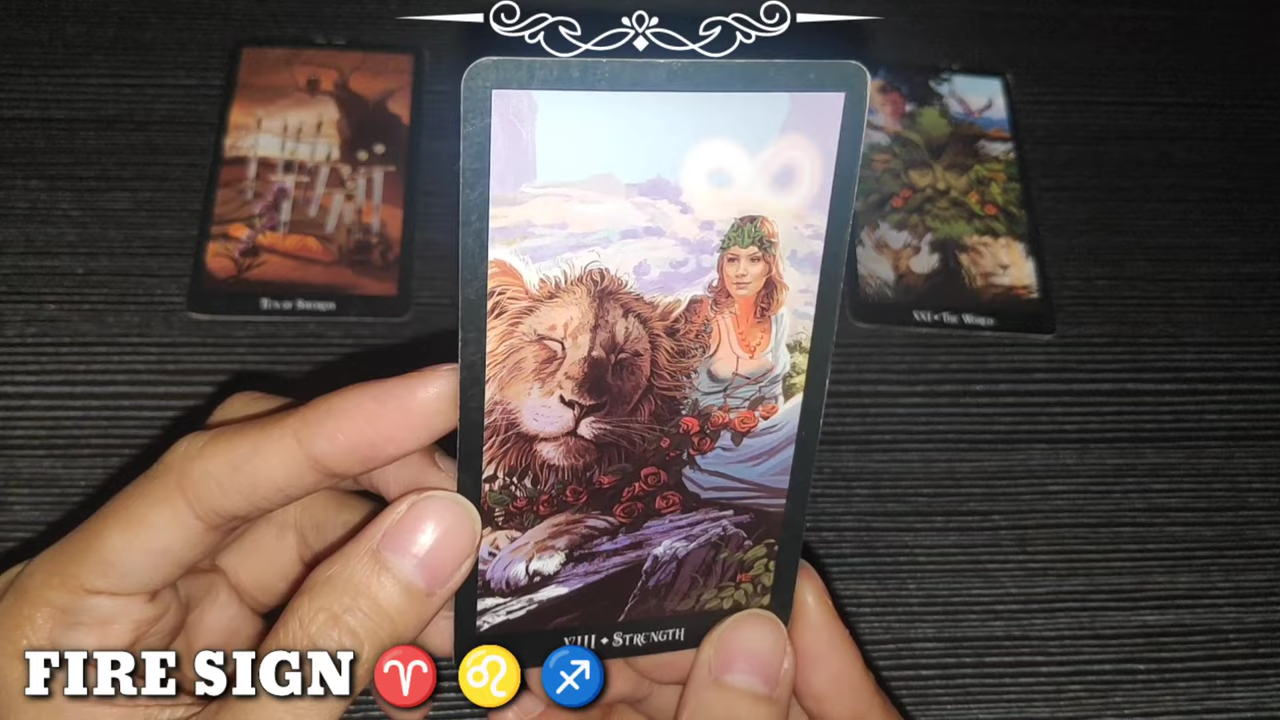 TEN OF SWORDS
XXI • THE WORLD
VIII • STRENGTH
FIRE SIGN ♈ ♌ ♐